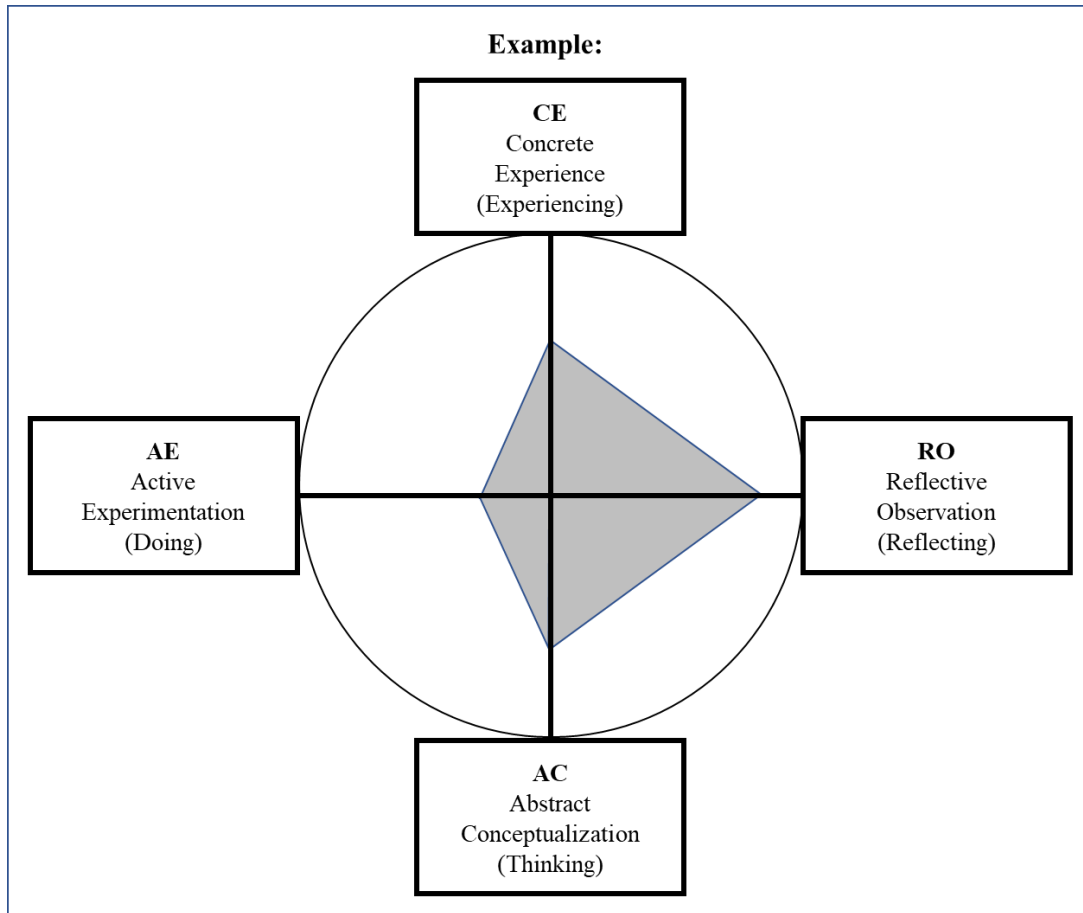 Example:
CE
Concrete
Experience
(Experiencing)
AE
Active
Experimentation
(Doing)
RO
Reflective
Observation
(Reflecting)
AC
Abstract
Conceptualization
(Thinking)